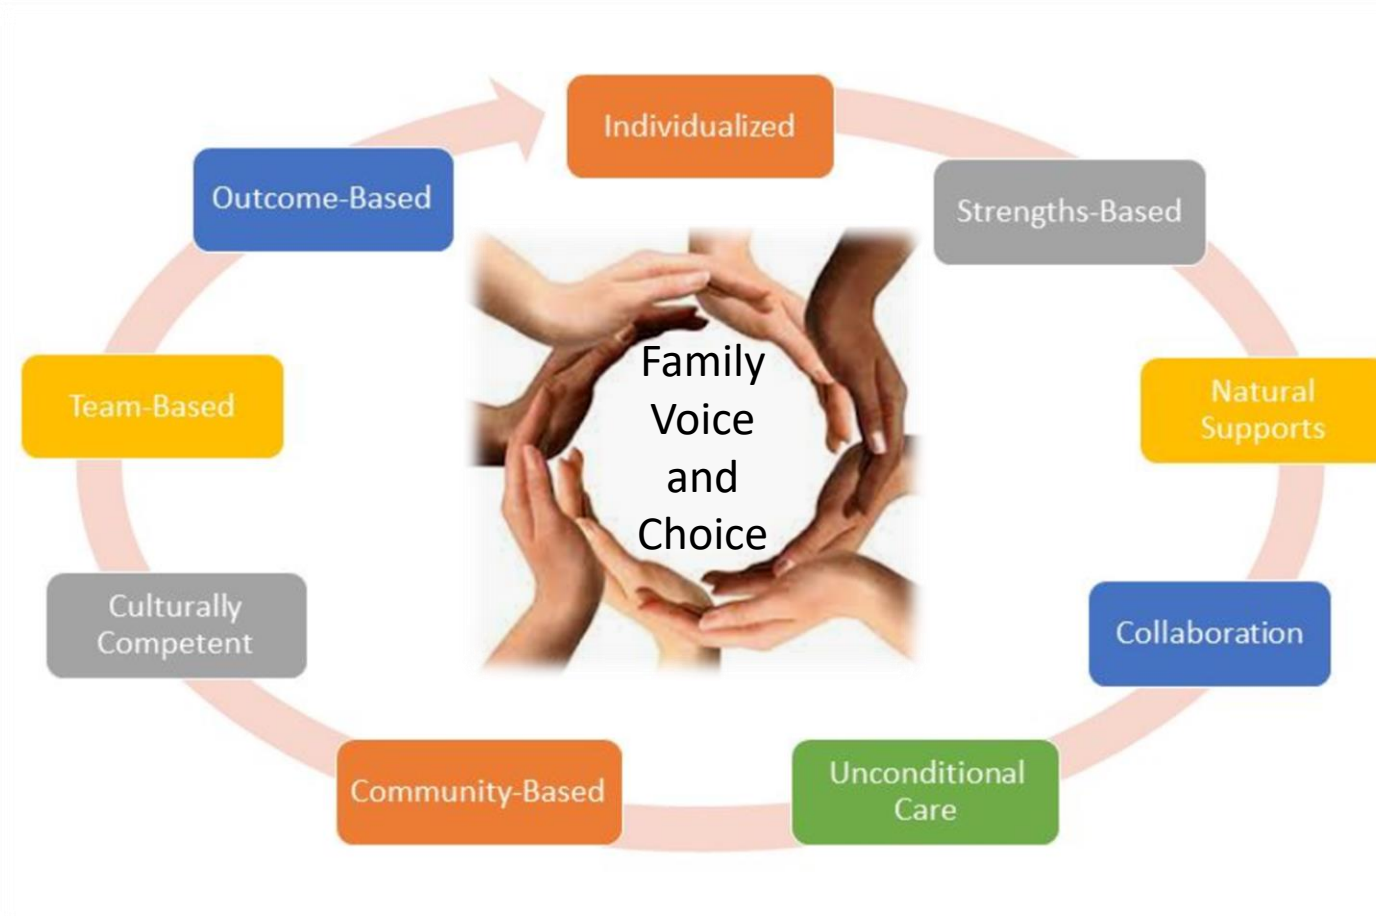 Individualized
Strengths-Based
Natural
Supports
Collaboration
Unconditional
Care
Community-Based
Culturally
Competent
Team-Based
Outcome-Based
Family
Voice
and
Choice